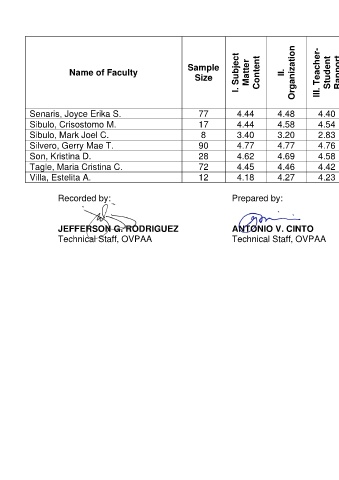 Name of Faculty Sample Size I. Subject Matter Content II. Organization III. Teacher-Student Rapport
Senaris, Joyce Erika S. 77 4.44 4.48 4.40
Sibulo, Crisostomo M. 17 4.44 4.58 4.54
Sibulo, Mark Joel C. 8 3.40 3.20 2.83
Silvero, Gerry Mae T. 90 4.77 4.77 4.76
Son, Kristina D. 28 4.62 4.69 4.58
Tagle, Maria Cristina C. 72 4.45 4.46 4.42
Villa, Estelita A. 12 4.18 4.27 4.23
Recorded by: Prepared by:
JEFFERSON G. RODRIGUEZ ANTONIO V. CINTO
Technical Staff, OVPAA Technical Staff, OVPAA